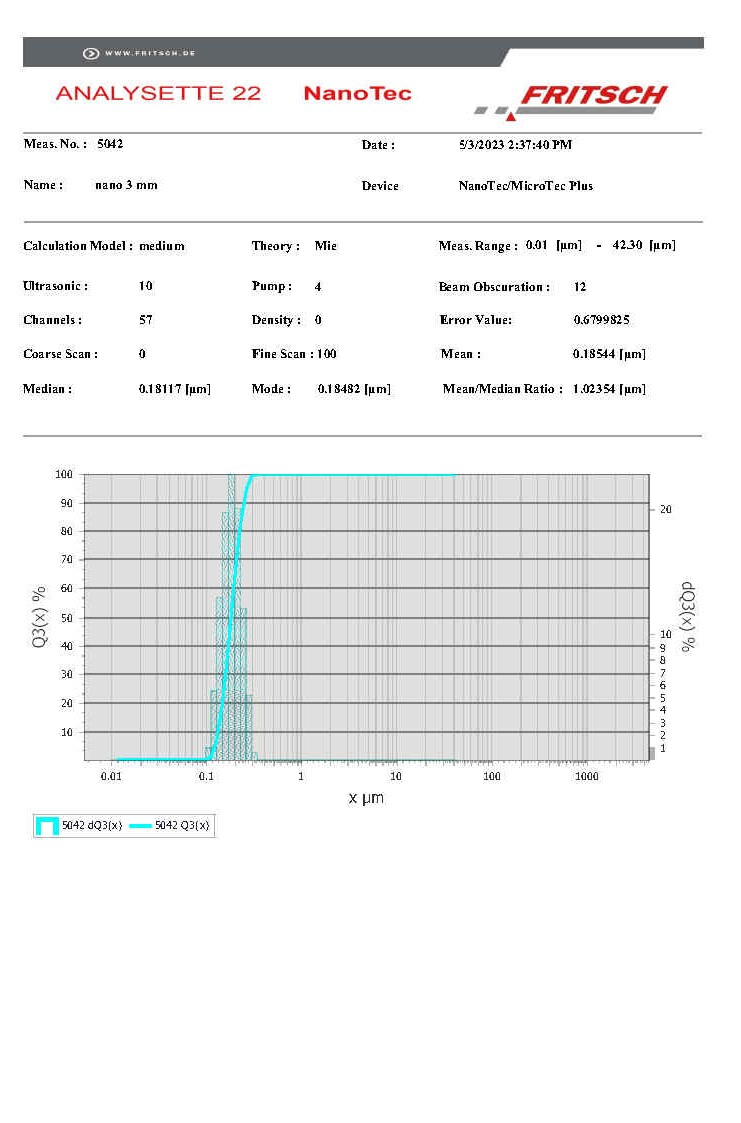 WWW.FRITSCH.DE
ANALYSETTE 22 NanoTec FRITSCH
Meas. No. : 5042 Date : 5/3/2023 2:37:40 PM
Name : nano 3 mm Device NanoTec/MicroTec Plus
Calculation Model : medium Theory : Mie Meas. Range : 0.01 [µm] - 42.30 [µm]
Ultrasonic : 10 Pump : 4 Beam Obscuration : 12
Channels : 57 Density : 0 Error Value: 0.6799825
Coarse Scan : 0 Fine Scan : 100 Mean : 0.18544 [µm]
Median : 0.18117 [µm] Mode : 0.18482 [µm] Mean/Median Ratio : 1.02354 [µm]
100
90
80
70
60
50
40
30
20
10
Q3(x) %
20
10
9
8
7
6
5
4
3
2
1
dQ3(x) %
0.01 0.1 1 10 100 1000
x µm
5042 dQ3(x) 5042 Q3(x)